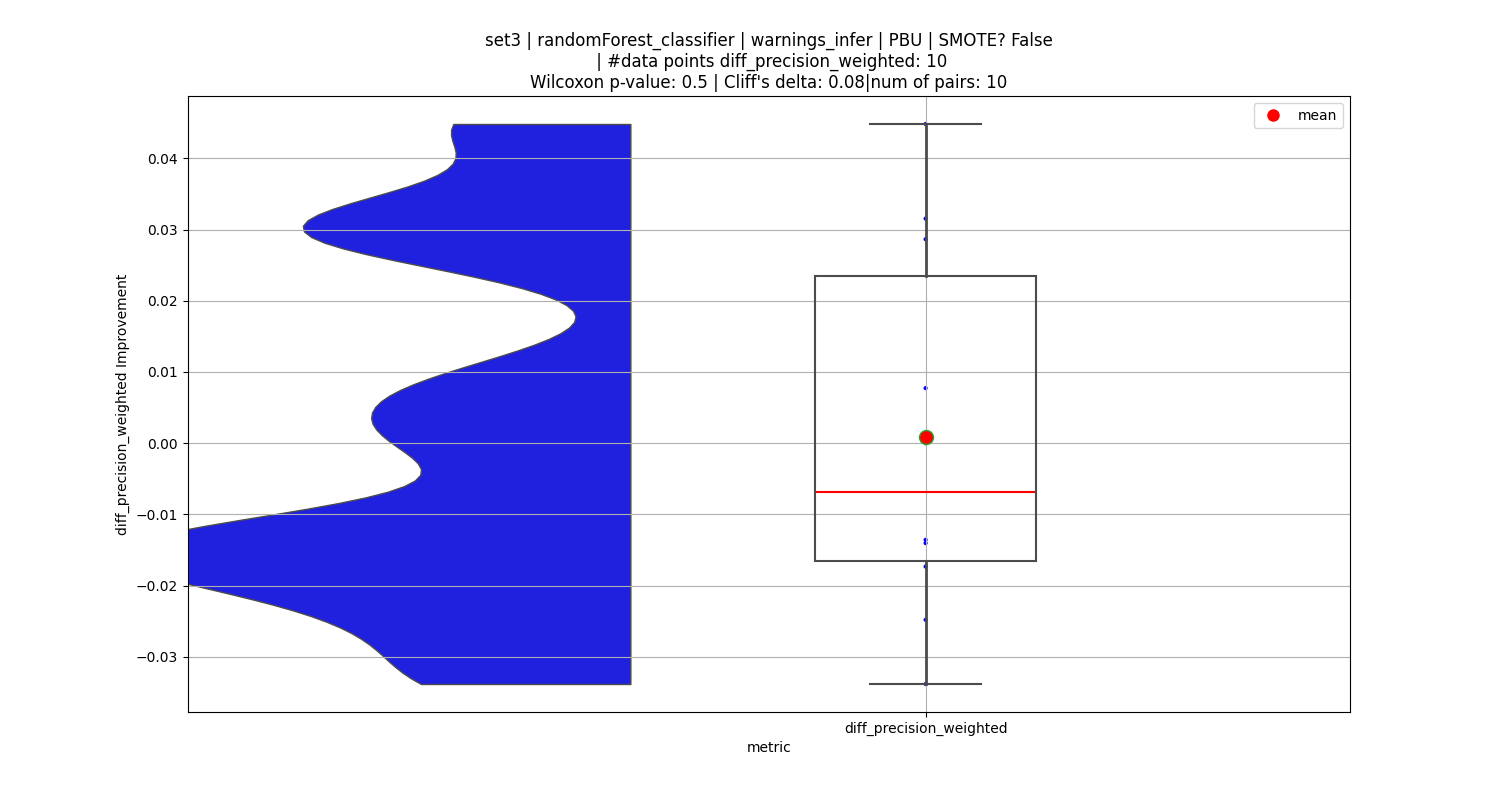 set3 | randomForest_classifier | warnings_infer | PBU | SMOTE? False
| #data points diff_precision_weighted: 10
Wilcoxon p-value: 0.5 | Cliff's delta: 0.08|num of pairs: 10
mean
0.04
0.03
0.02
0.01
0.00
−0.01
−0.02
−0.03
diff_precision_weighted Improvement
diff_precision_weighted
metric